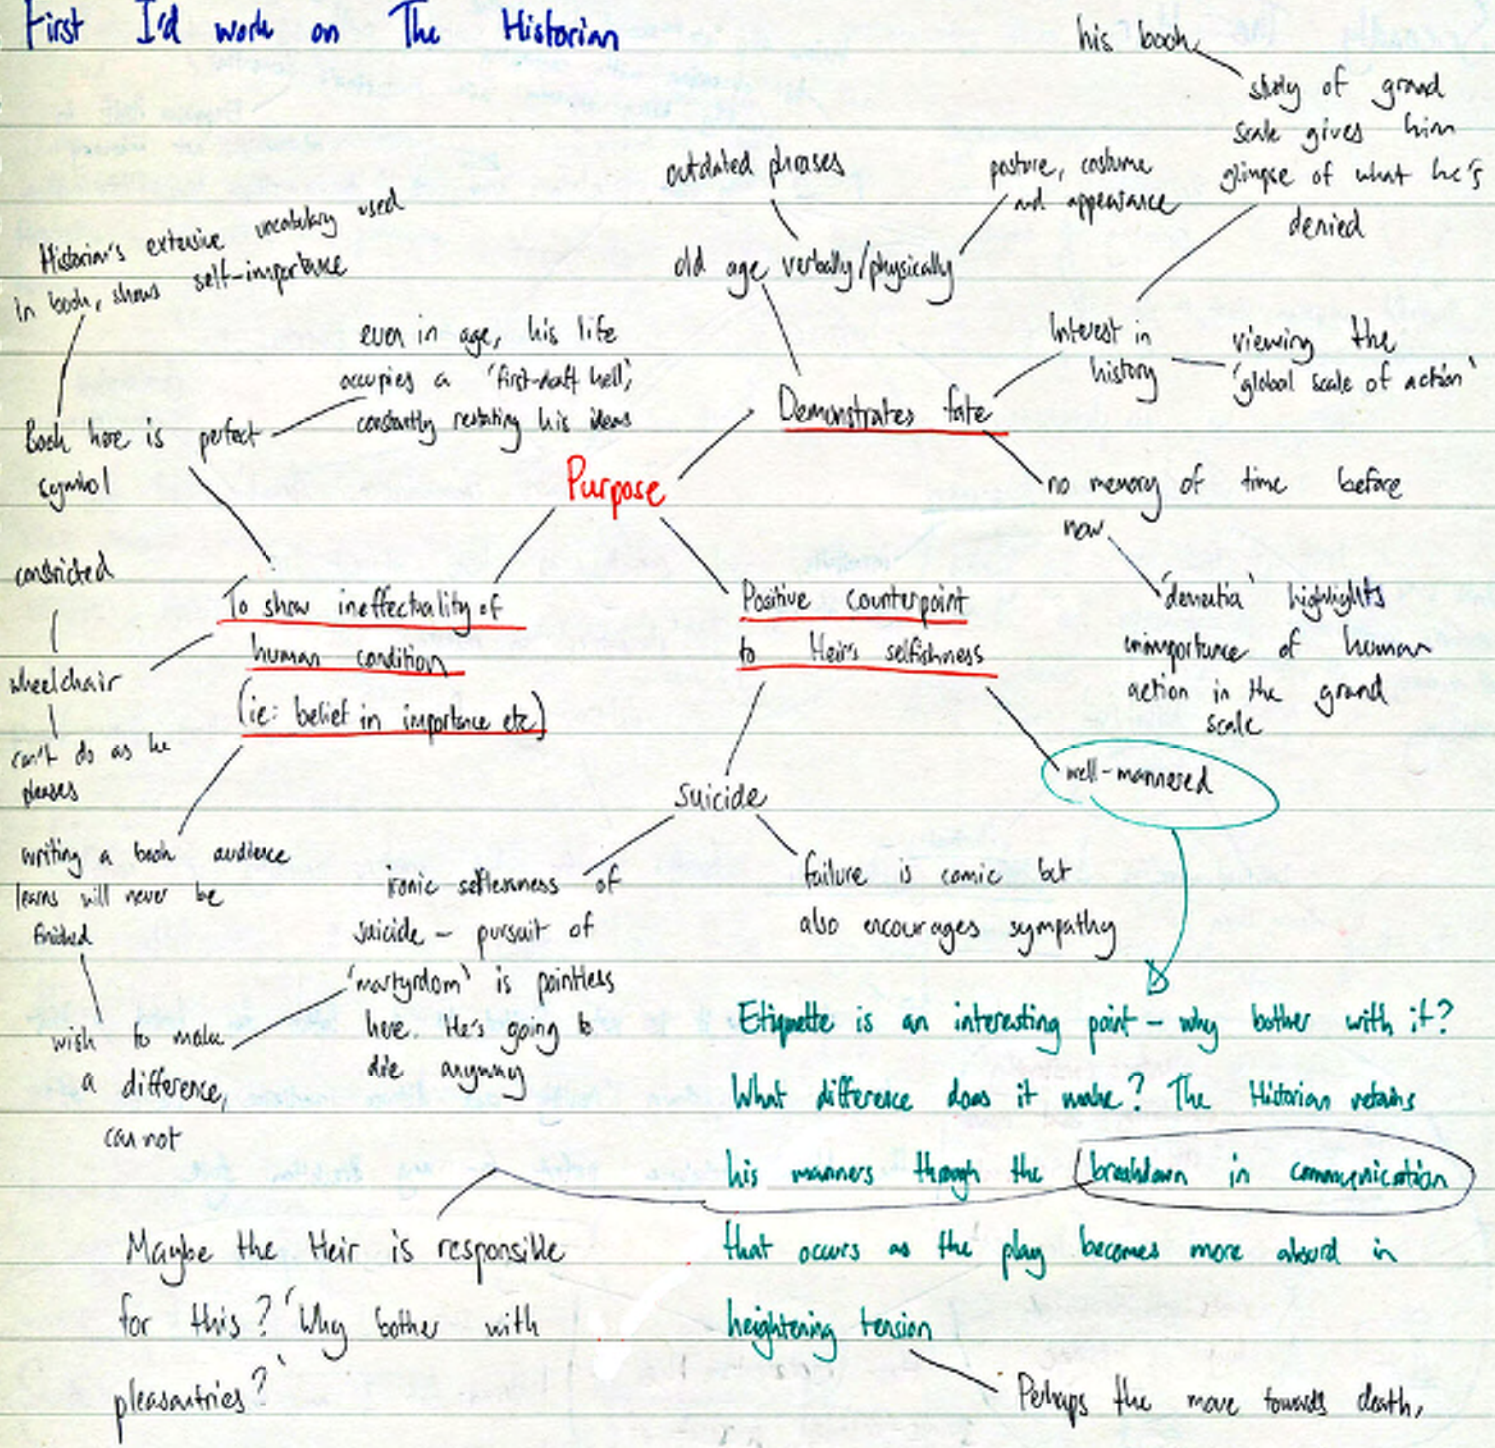 First I'd work on The Historian
his book
study of grand
scale gives him
glimpse of what he's
denied
outdated phrases
posture, costume
and appearance
old age verbally/physically
Interest in
history
viewing the
'global scale of action'
Demonstrates fate
no memory of time before
now
'dementia' highlights
unimportance of human
action in the grand
scale
Historian's extensive vocabulary used
in book, shows self-importance
even in age, his life
occupies a 'first-draft hell',
constantly restating his ideas
Book here is perfect
symbol
Purpose
constricted
wheelchair
can't do as he
pleases
To show ineffectuality of
human condition
(ie: belief in importance etc)
Positive counterpoint
to Heir's selfishness
well-mannered
suicide
writing a book audience
learns will never be
finished
wish to make
a difference,
can not
ironic selflessness of
suicide – pursuit of
'martyrdom' is pointless
here. He's going to
die anyway
failure is comic but
also encourages sympathy
Etiquette is an interesting point – why bother with it?
What difference does it make? The Historian retains
his manners through the breakdown in communication
that occurs as the play becomes more absurd in
heightening tension
Perhaps the move towards death,
Maybe the Heir is responsible
for this? 'Why bother with
pleasantries?'